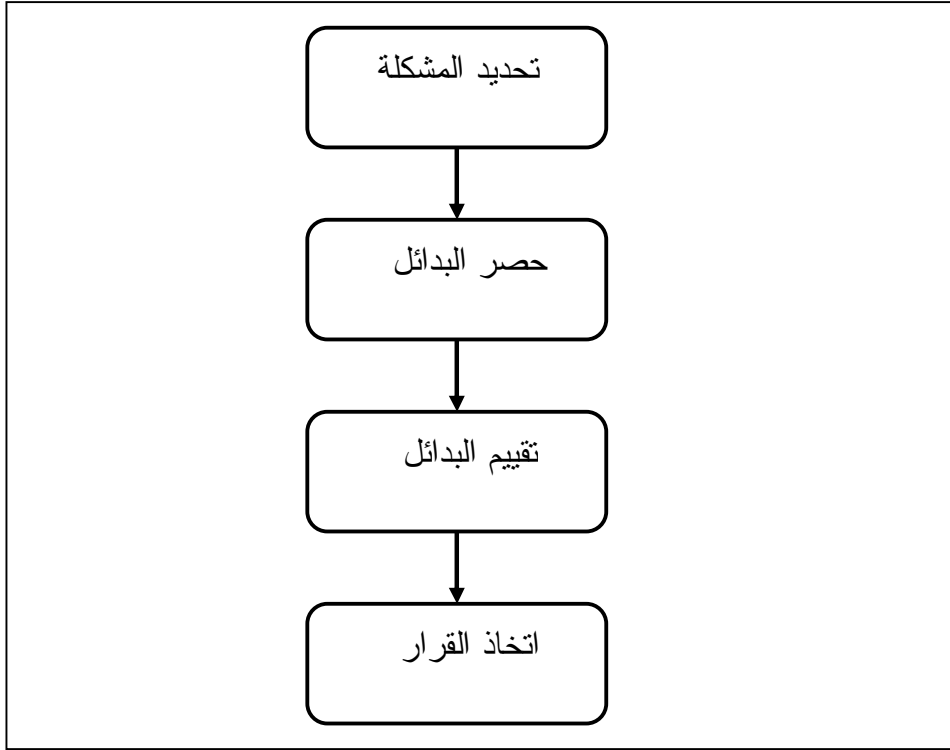 تحديد المشكلة
حصر البدائل
تقييم البدائل
اتخاذ القرار